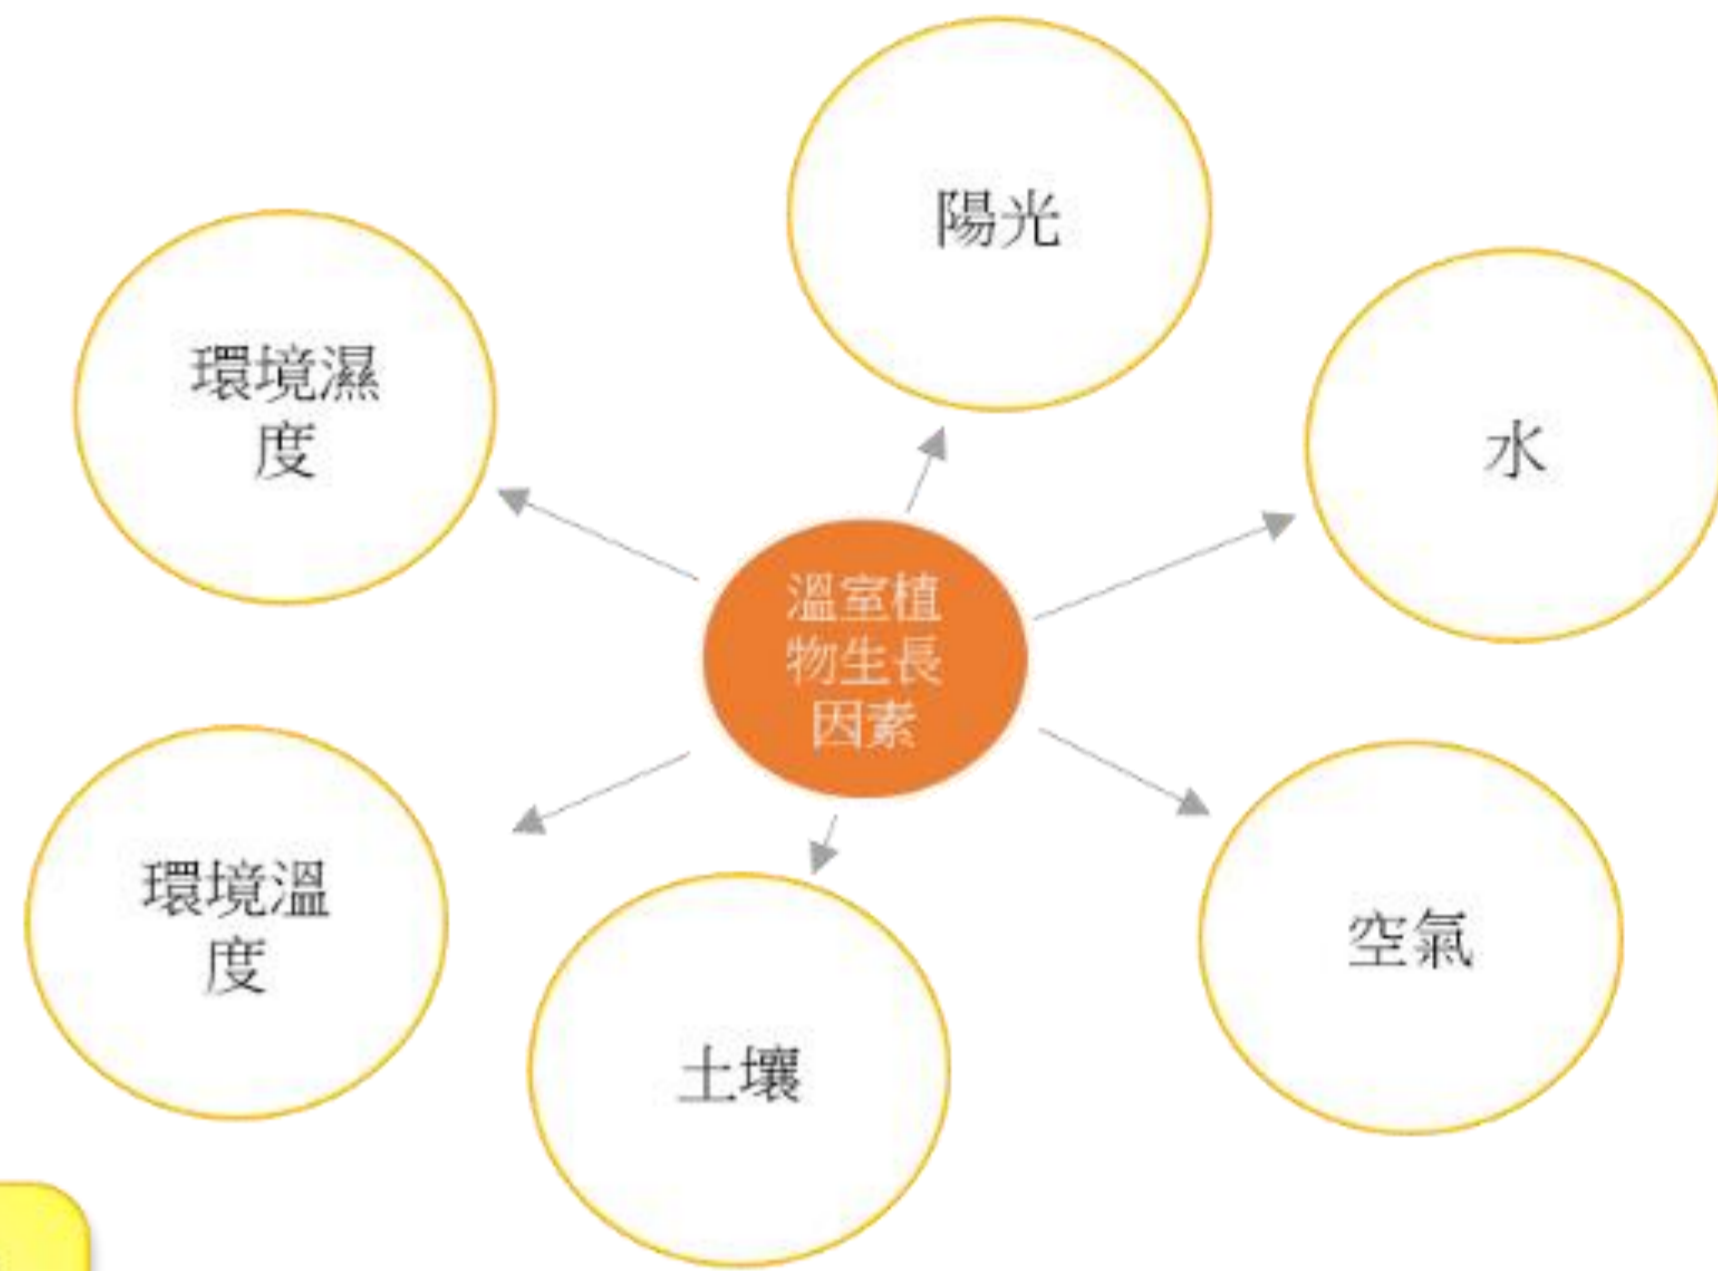 陽光
環境濕
度
水
溫室植
物生長
因素
環境溫
度
空氣
土壤